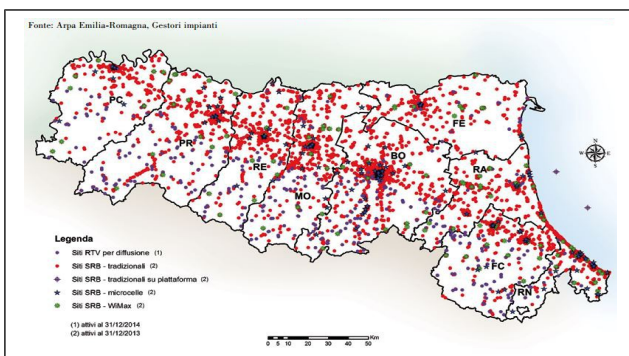 Fonte: Arpa Emilia-Romagna, Gestori impianti
PC
PR
RE
MO
BO
FE
RA
FC
RN
N
W
E
S
Legenda
Siti RTV per diffusione (1)
Siti SRB - tradizionali (2)
Siti SRB - tradizionali su piattaforma (2)
Siti SRB - microcelle (2)
Siti SRB - WiMax (2)
(1) attivi al 31/12/2014
(2) attivi al 31/12/2013
0 5 10 20 30 40 50
Km